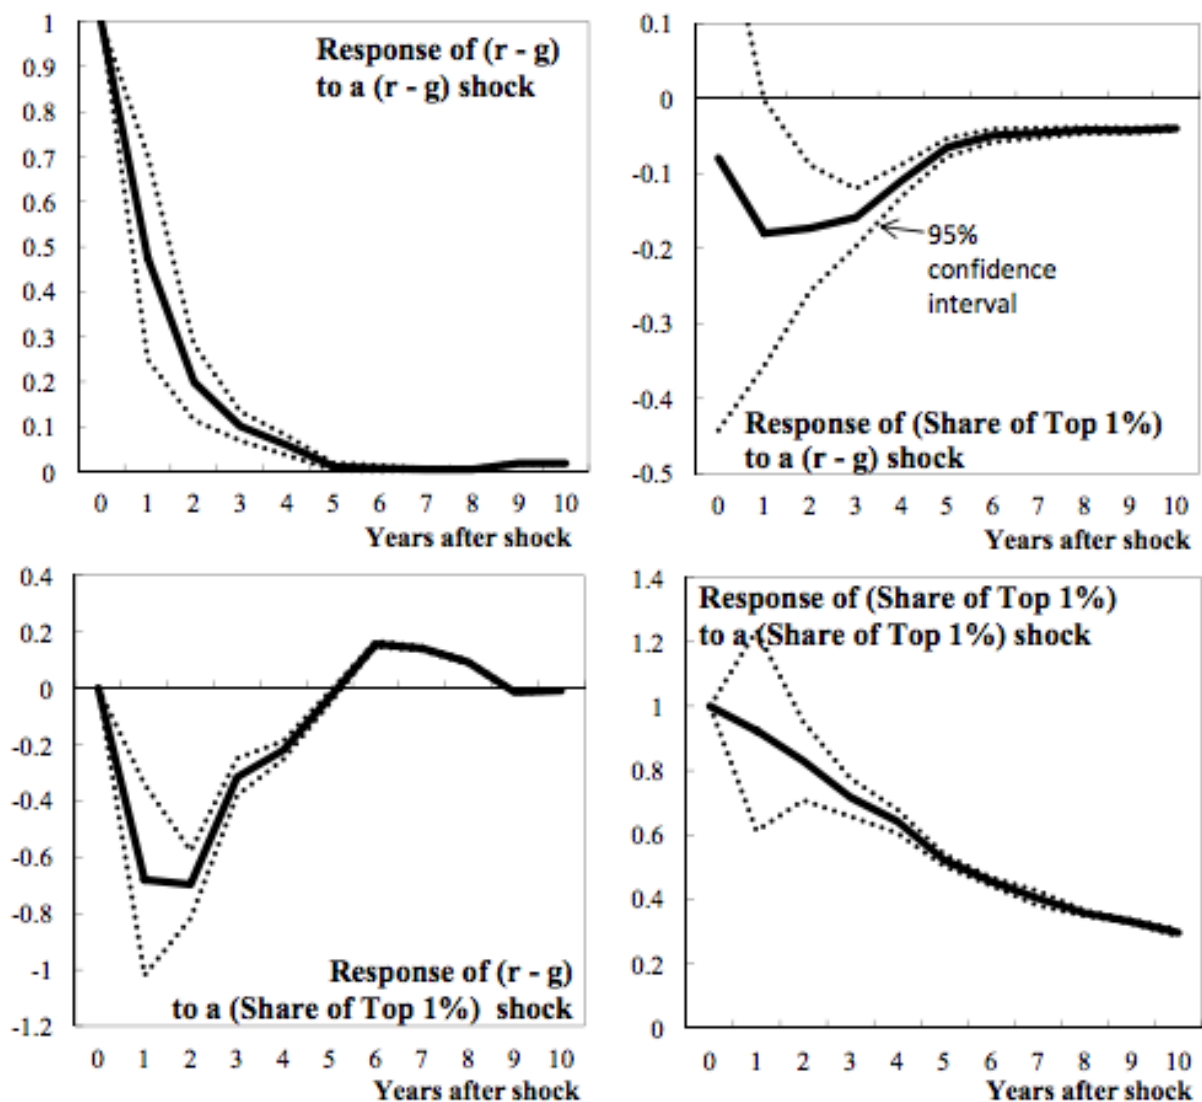 1
0.9
0.8
0.7
0.6
0.5
0.4
0.3
0.2
0.1
0
Response of (r - g)
to a (r - g) shock
0 1 2 3 4 5 6 7 8 9 10
Years after shock
0.1
0
-0.1
-0.2
-0.3
-0.4
-0.5
95%
confidence
interval
Response of (Share of Top 1%)
to a (r - g) shock
0 1 2 3 4 5 6 7 8 9 10
Years after shock
0.4
0.2
0
-0.2
-0.4
-0.6
-0.8
-1
-1.2
Response of (r - g)
to a (Share of Top 1%) shock
0 1 2 3 4 5 6 7 8 9 10
Years after shock
1.4
1.2
1
0.8
0.6
0.4
0.2
0
Response of (Share of Top 1%)
to a (Share of Top 1%) shock
0 1 2 3 4 5 6 7 8 9 10
Years after shock